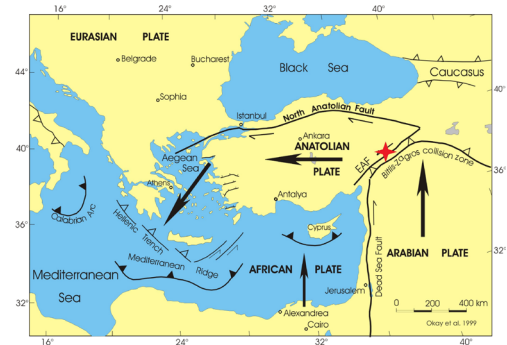 16° 24° 32° 40°
EURASIAN PLATE
Belgrade
Bucharest
Black Sea
Caucasus
44°
40°
Sophia
Istanbul
North Anatolian Fault
Ankara
ANATOLIAN
PLATE
40°
Aegean
Sea
EAF
Bitlis-Zagros collision zone
36°
Athens
Antalya
Calabrian Arc
Hellenic
Trench
36°
Cyprus
Mediterranean
Ridge
AFRICAN PLATE
ARABIAN PLATE
32°
Dead Sea Fault
Mediterranean
Sea
Jerusalem
0 200 400 km
32°
Alexandrea
Okay et al. 1999
Cairo
16° 24° 32° 40°